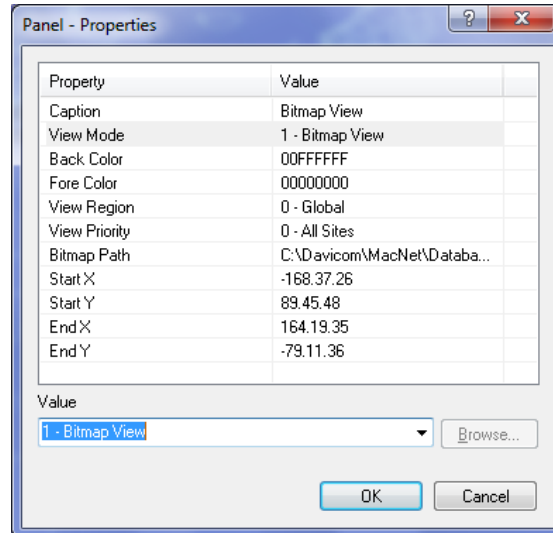 Panel - Properties
Property Value
Caption Bitmap View
View Mode 1 - Bitmap View
Back Color 00FFFFFF
Fore Color 00000000
View Region 0 - Global
View Priority 0 - All Sites
Bitmap Path C:\Davicom\MacNet\Databa...
Start X -168.37.26
Start Y 89.45.48
End X 164.19.35
End Y -79.11.36
Value
1 - Bitmap View Browse...
OK Cancel